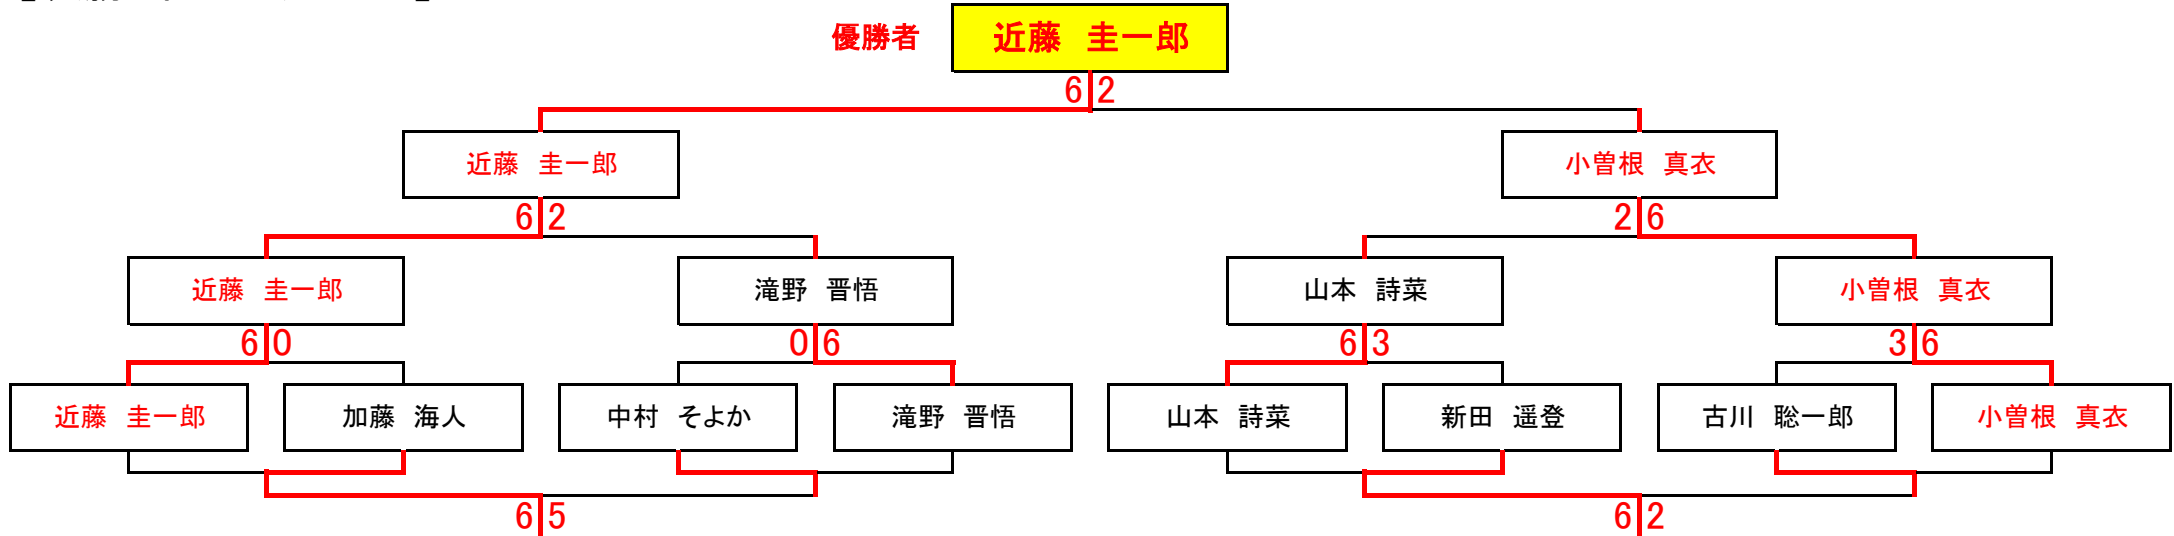 優勝者 近藤 圭一郎
6 2
近藤 圭一郎 小曽根 真衣
6 2 2 6
近藤 圭一郎 滝野 晋悟 山本 詩菜 小曽根 真衣
6 0 0 6 6 3 3 6
近藤 圭一郎 加藤 海人 中村 そよか 滝野 晋悟 山本 詩菜 新田 遥登 古川 聡一郎 小曽根 真衣
6 5 6 2